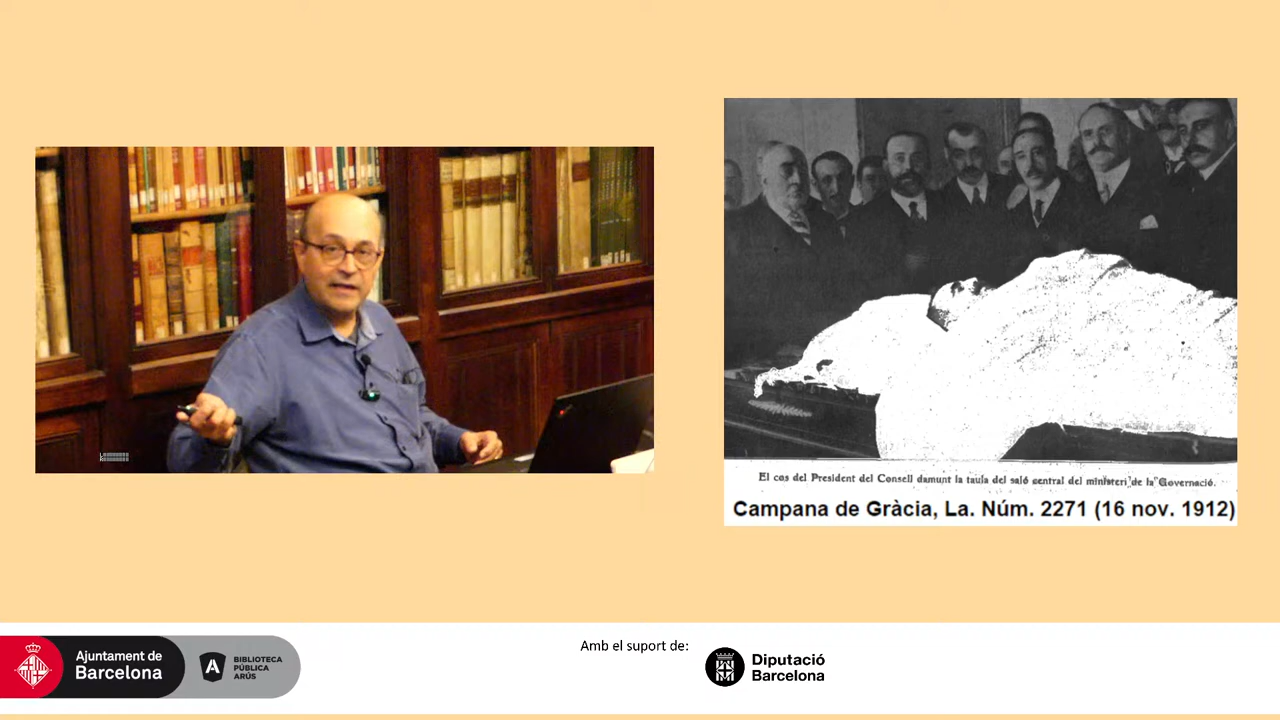 El cos del President del Consell damunt la taula del saló central del ministeri de la Governació.
Campana de Gràcia, La. Núm. 2271 (16 nov. 1912)
Amb el suport de:
Ajuntament de
Barcelona
A
BIBLIOTECA
PÚBLICA
ARÚS
Diputació
Barcelona